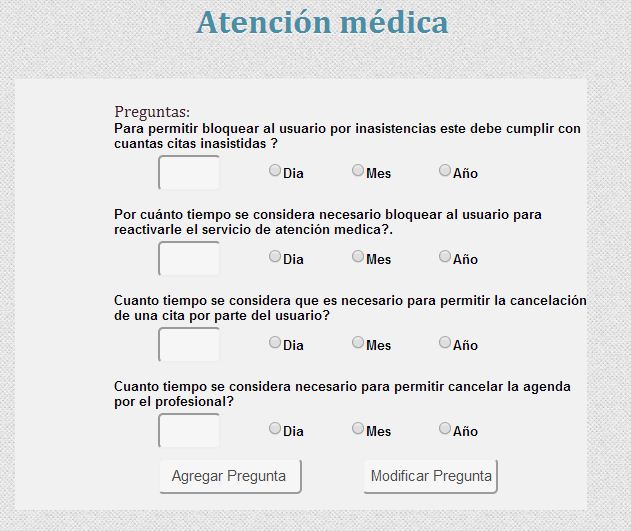 Atención médica
Preguntas:
Para permitir bloquear al usuario por inasistencias este debe cumplir con
cuantas citas inasistidas ?
Dia Mes Año
Por cuánto tiempo se considera necesario bloquear al usuario para
reactivarle el servicio de atención medica?.
Dia Mes Año
Cuanto tiempo se considera que es necesario para permitir la cancelación
de una cita por parte del usuario?
Dia Mes Año
Cuanto tiempo se considera necesario para permitir cancelar la agenda
por el profesional?
Dia Mes Año
Agregar Pregunta Modificar Pregunta